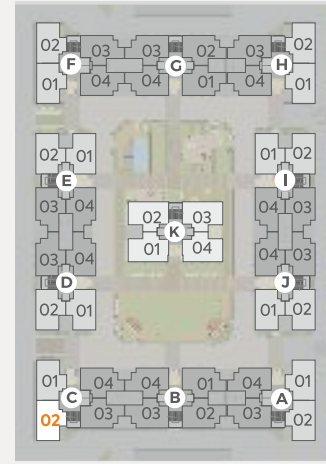 02 03 03 02 03 02
F G H
01 04 04 01 04 01
02 01 01 02
E I
03 04 04 03
02 03
K
01 04
03 04 04 03
D J
02 01 01 02
01 04 04 01 04 01
C B A
02 03 03 02 03 02